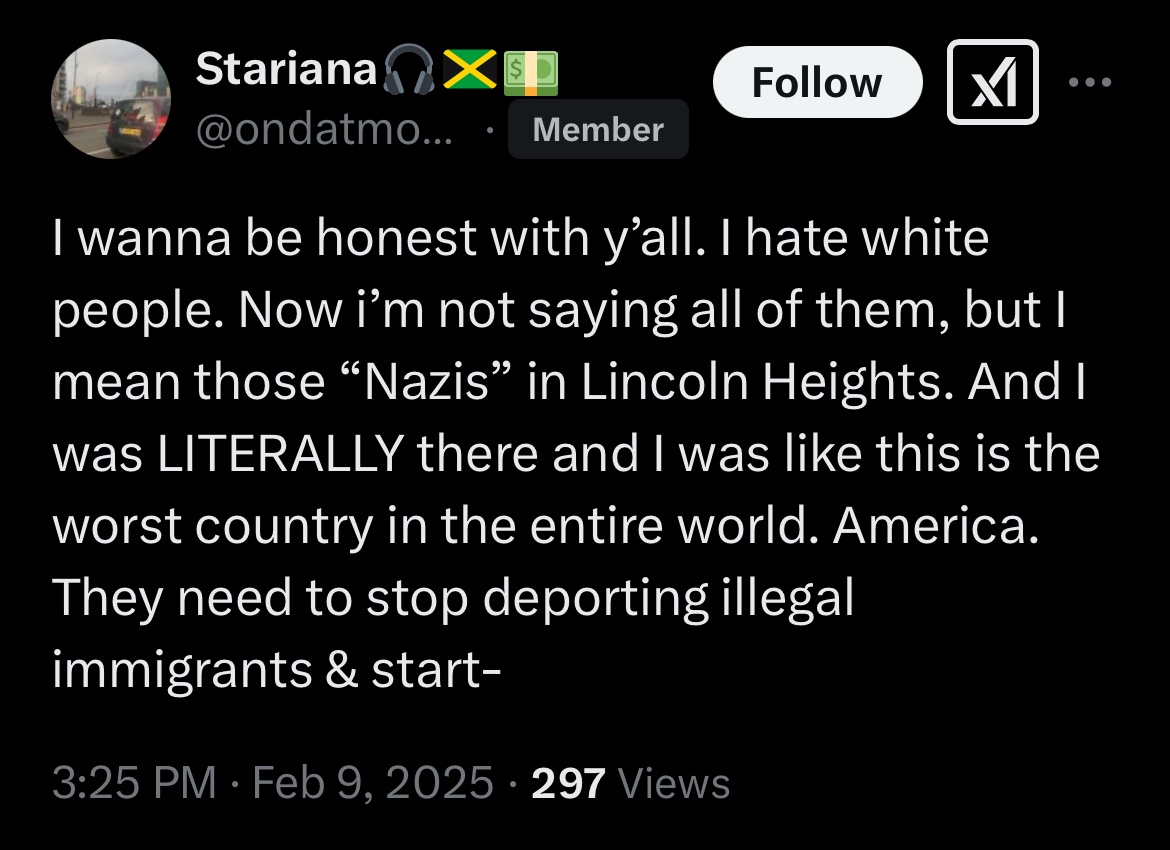 Stariana🎧🇯🇲💵
Follow
@ondatmo... · Member
I wanna be honest with y’all. I hate white
people. Now i’m not saying all of them, but I
mean those “Nazis” in Lincoln Heights. And I
was LITERALLY there and I was like this is the
worst country in the entire world. America.
They need to stop deporting illegal
immigrants & start-
3:25 PM · Feb 9, 2025 · 297 Views